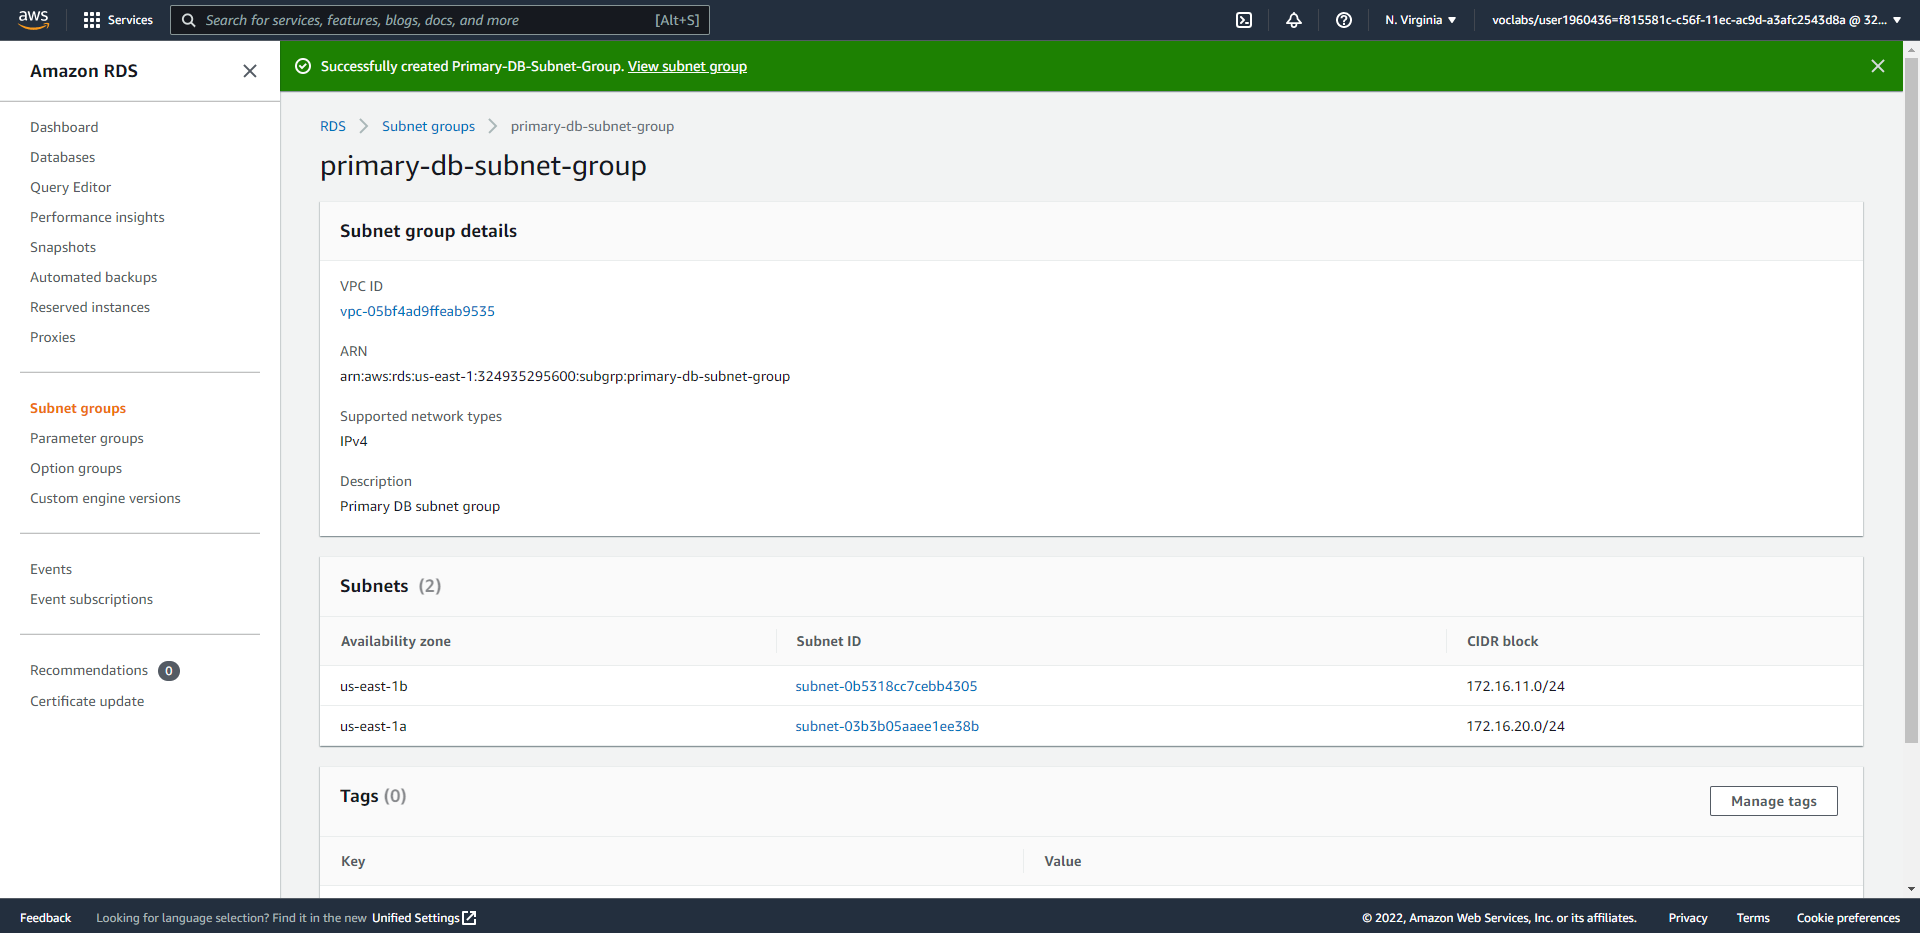 aws
Services
Search for services, features, blogs, docs, and more [Alt+S]
N. Virginia
voclabs/user1960436=f815581c-c56f-11ec-ac9d-a3afc2543d8a @ 32...
Amazon RDS
Successfully created Primary-DB-Subnet-Group. View subnet group
Dashboard
Databases
Query Editor
Performance insights
Snapshots
Automated backups
Reserved instances
Proxies
Subnet groups
Parameter groups
Option groups
Custom engine versions
Events
Event subscriptions
Recommendations 0
Certificate update
RDS Subnet groups primary-db-subnet-group
primary-db-subnet-group
Subnet group details
VPC ID
vpc-05bf4ad9ffeab9535
ARN
arn:aws:rds:us-east-1:324935295600:subgrp:primary-db-subnet-group
Supported network types
IPv4
Description
Primary DB subnet group
Subnets (2)
Availability zone Subnet ID CIDR block
us-east-1b subnet-0b5318cc7cebb4305 172.16.11.0/24
us-east-1a subnet-03b3b05aaee1ee38b 172.16.20.0/24
Tags (0)
Manage tags
Key Value
Feedback Looking for language selection? Find it in the new Unified Settings
© 2022, Amazon Web Services, Inc. or its affiliates. Privacy Terms Cookie preferences